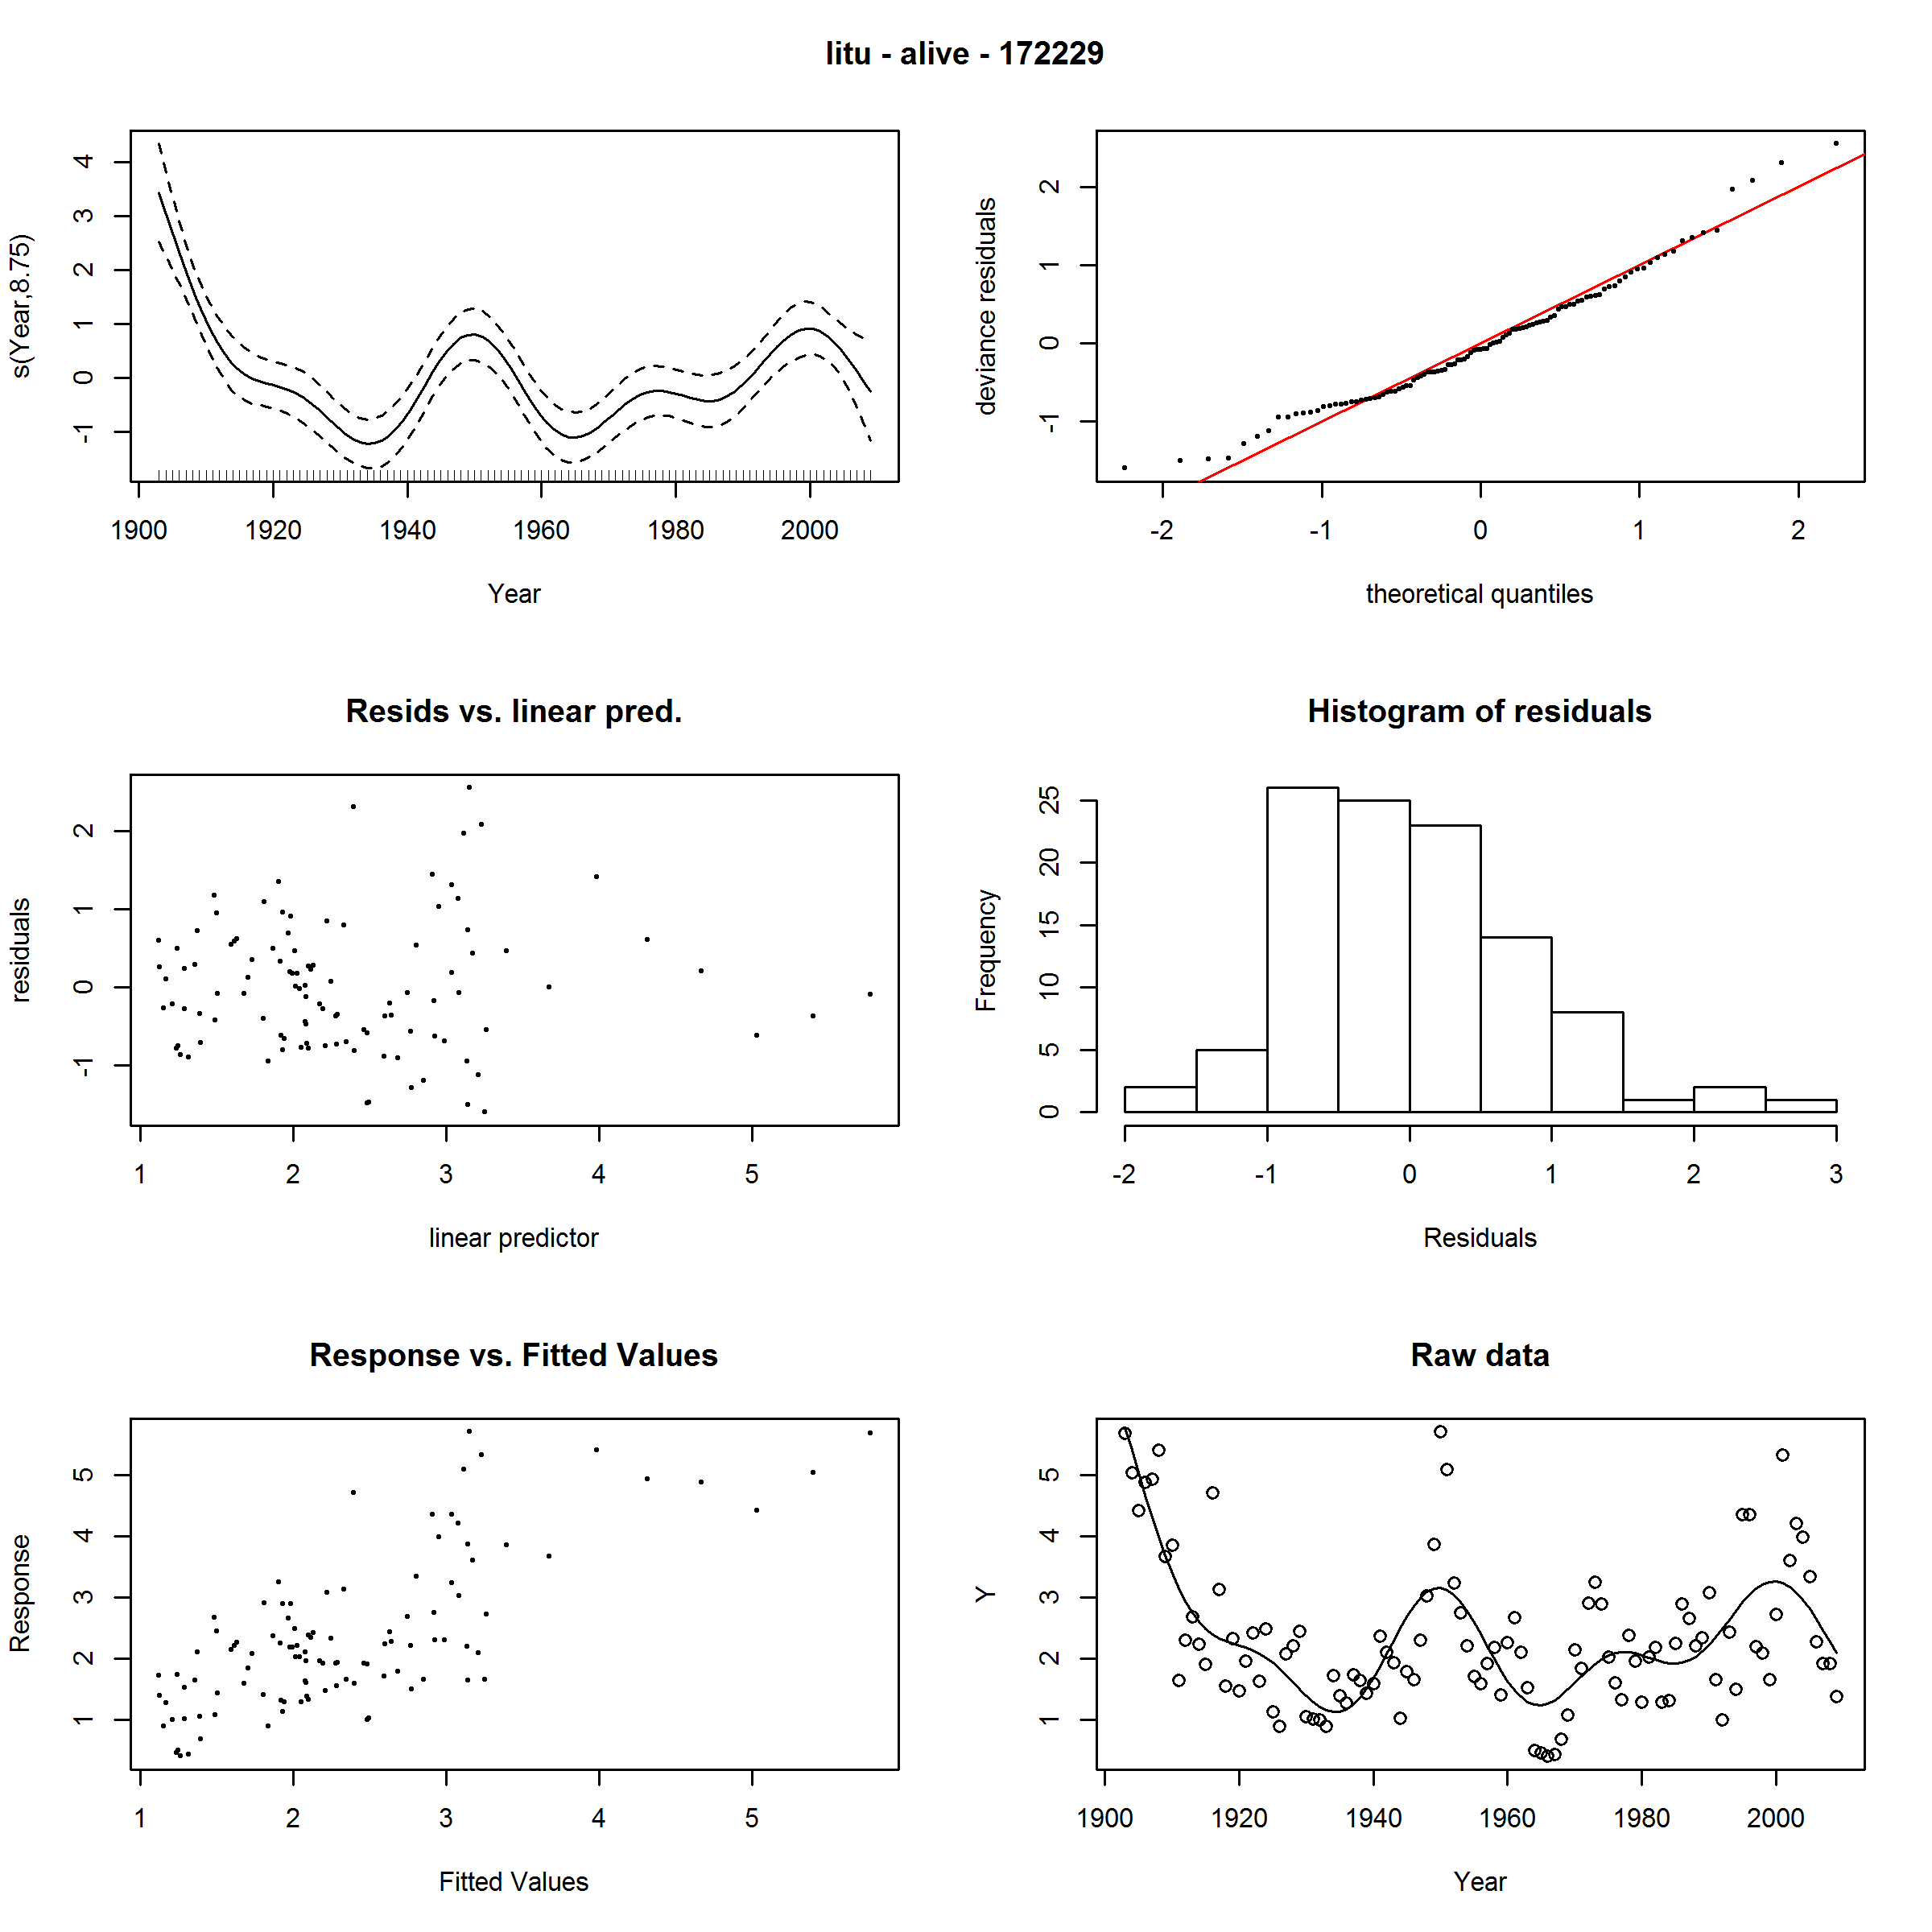 litu - alive - 172229
s(Year,8.75)
4
3
2
1
0
-1
1900 1920 1940 1960 1980 2000
Year
deviance residuals
2
1
0
-1
-2 -1 0 1 2
theoretical quantiles
Resids vs. linear pred.
residuals
2
1
0
-1
1 2 3 4 5
linear predictor
Histogram of residuals
Frequency
25
20
15
10
5
0
-2 -1 0 1 2 3
Residuals
Response vs. Fitted Values
Response
5
4
3
2
1
1 2 3 4 5
Fitted Values
Raw data
Y
5
4
3
2
1
1900 1920 1940 1960 1980 2000
Year